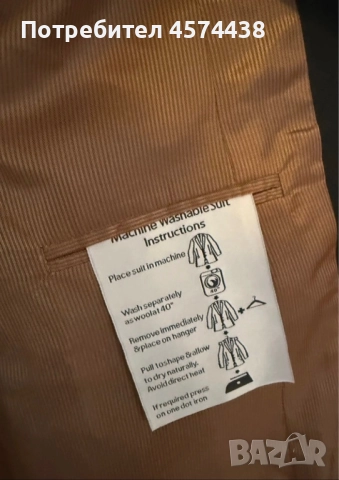 Потребител 4574438
Machine Washable Suit
Instructions
Place suit in machine
40°
Wash separately
as wool at 40°
Remove immediately
& place on hanger
Pull to shape & allow
to dry naturally.
Avoid direct heat
If required press
on one dot iron
BAZAR